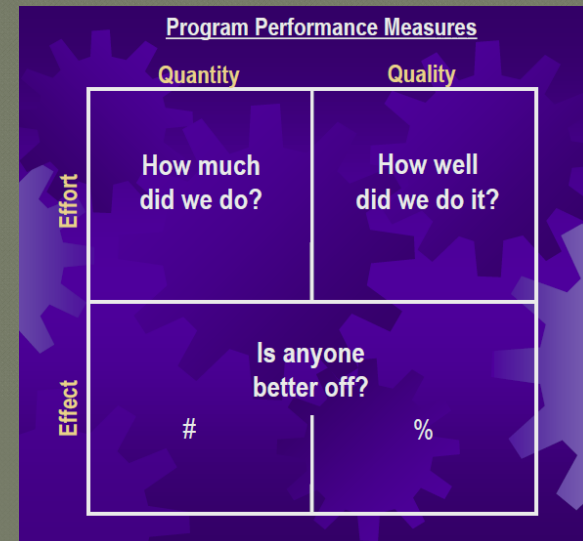 Program Performance Measures
Quantity
Quality
Effort
How much
did we do?
How well
did we do it?
Effect
Is anyone
better off?
#
%